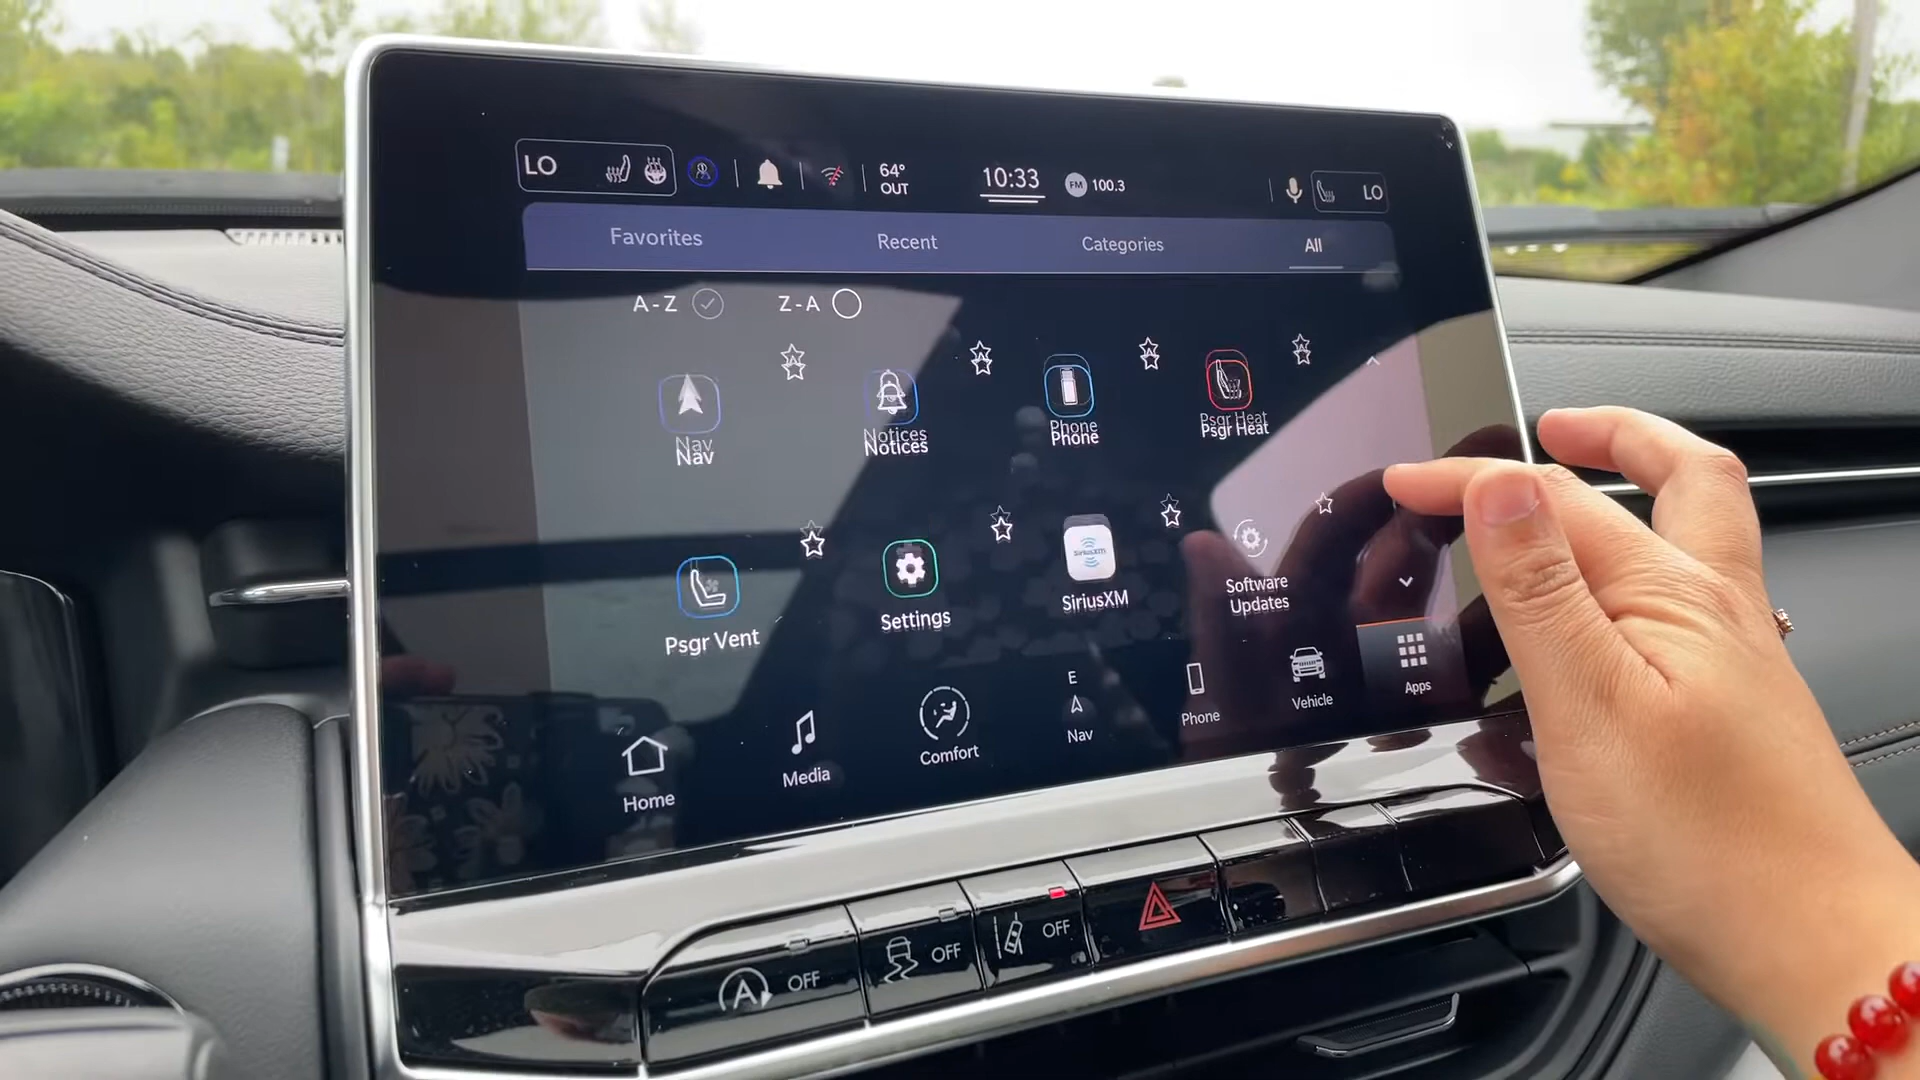 LO
64°
OUT
10:33
FM 100.3
LO
Favorites
Recent
Categories
All
A-Z
Z-A
Nav
Notices
Phone
Psgr Heat
Psgr Vent
Settings
SiriusXM
SiriusXM
Software
Updates
Home
Media
Comfort
E
Nav
Phone
Vehicle
Apps
A OFF
OFF
OFF